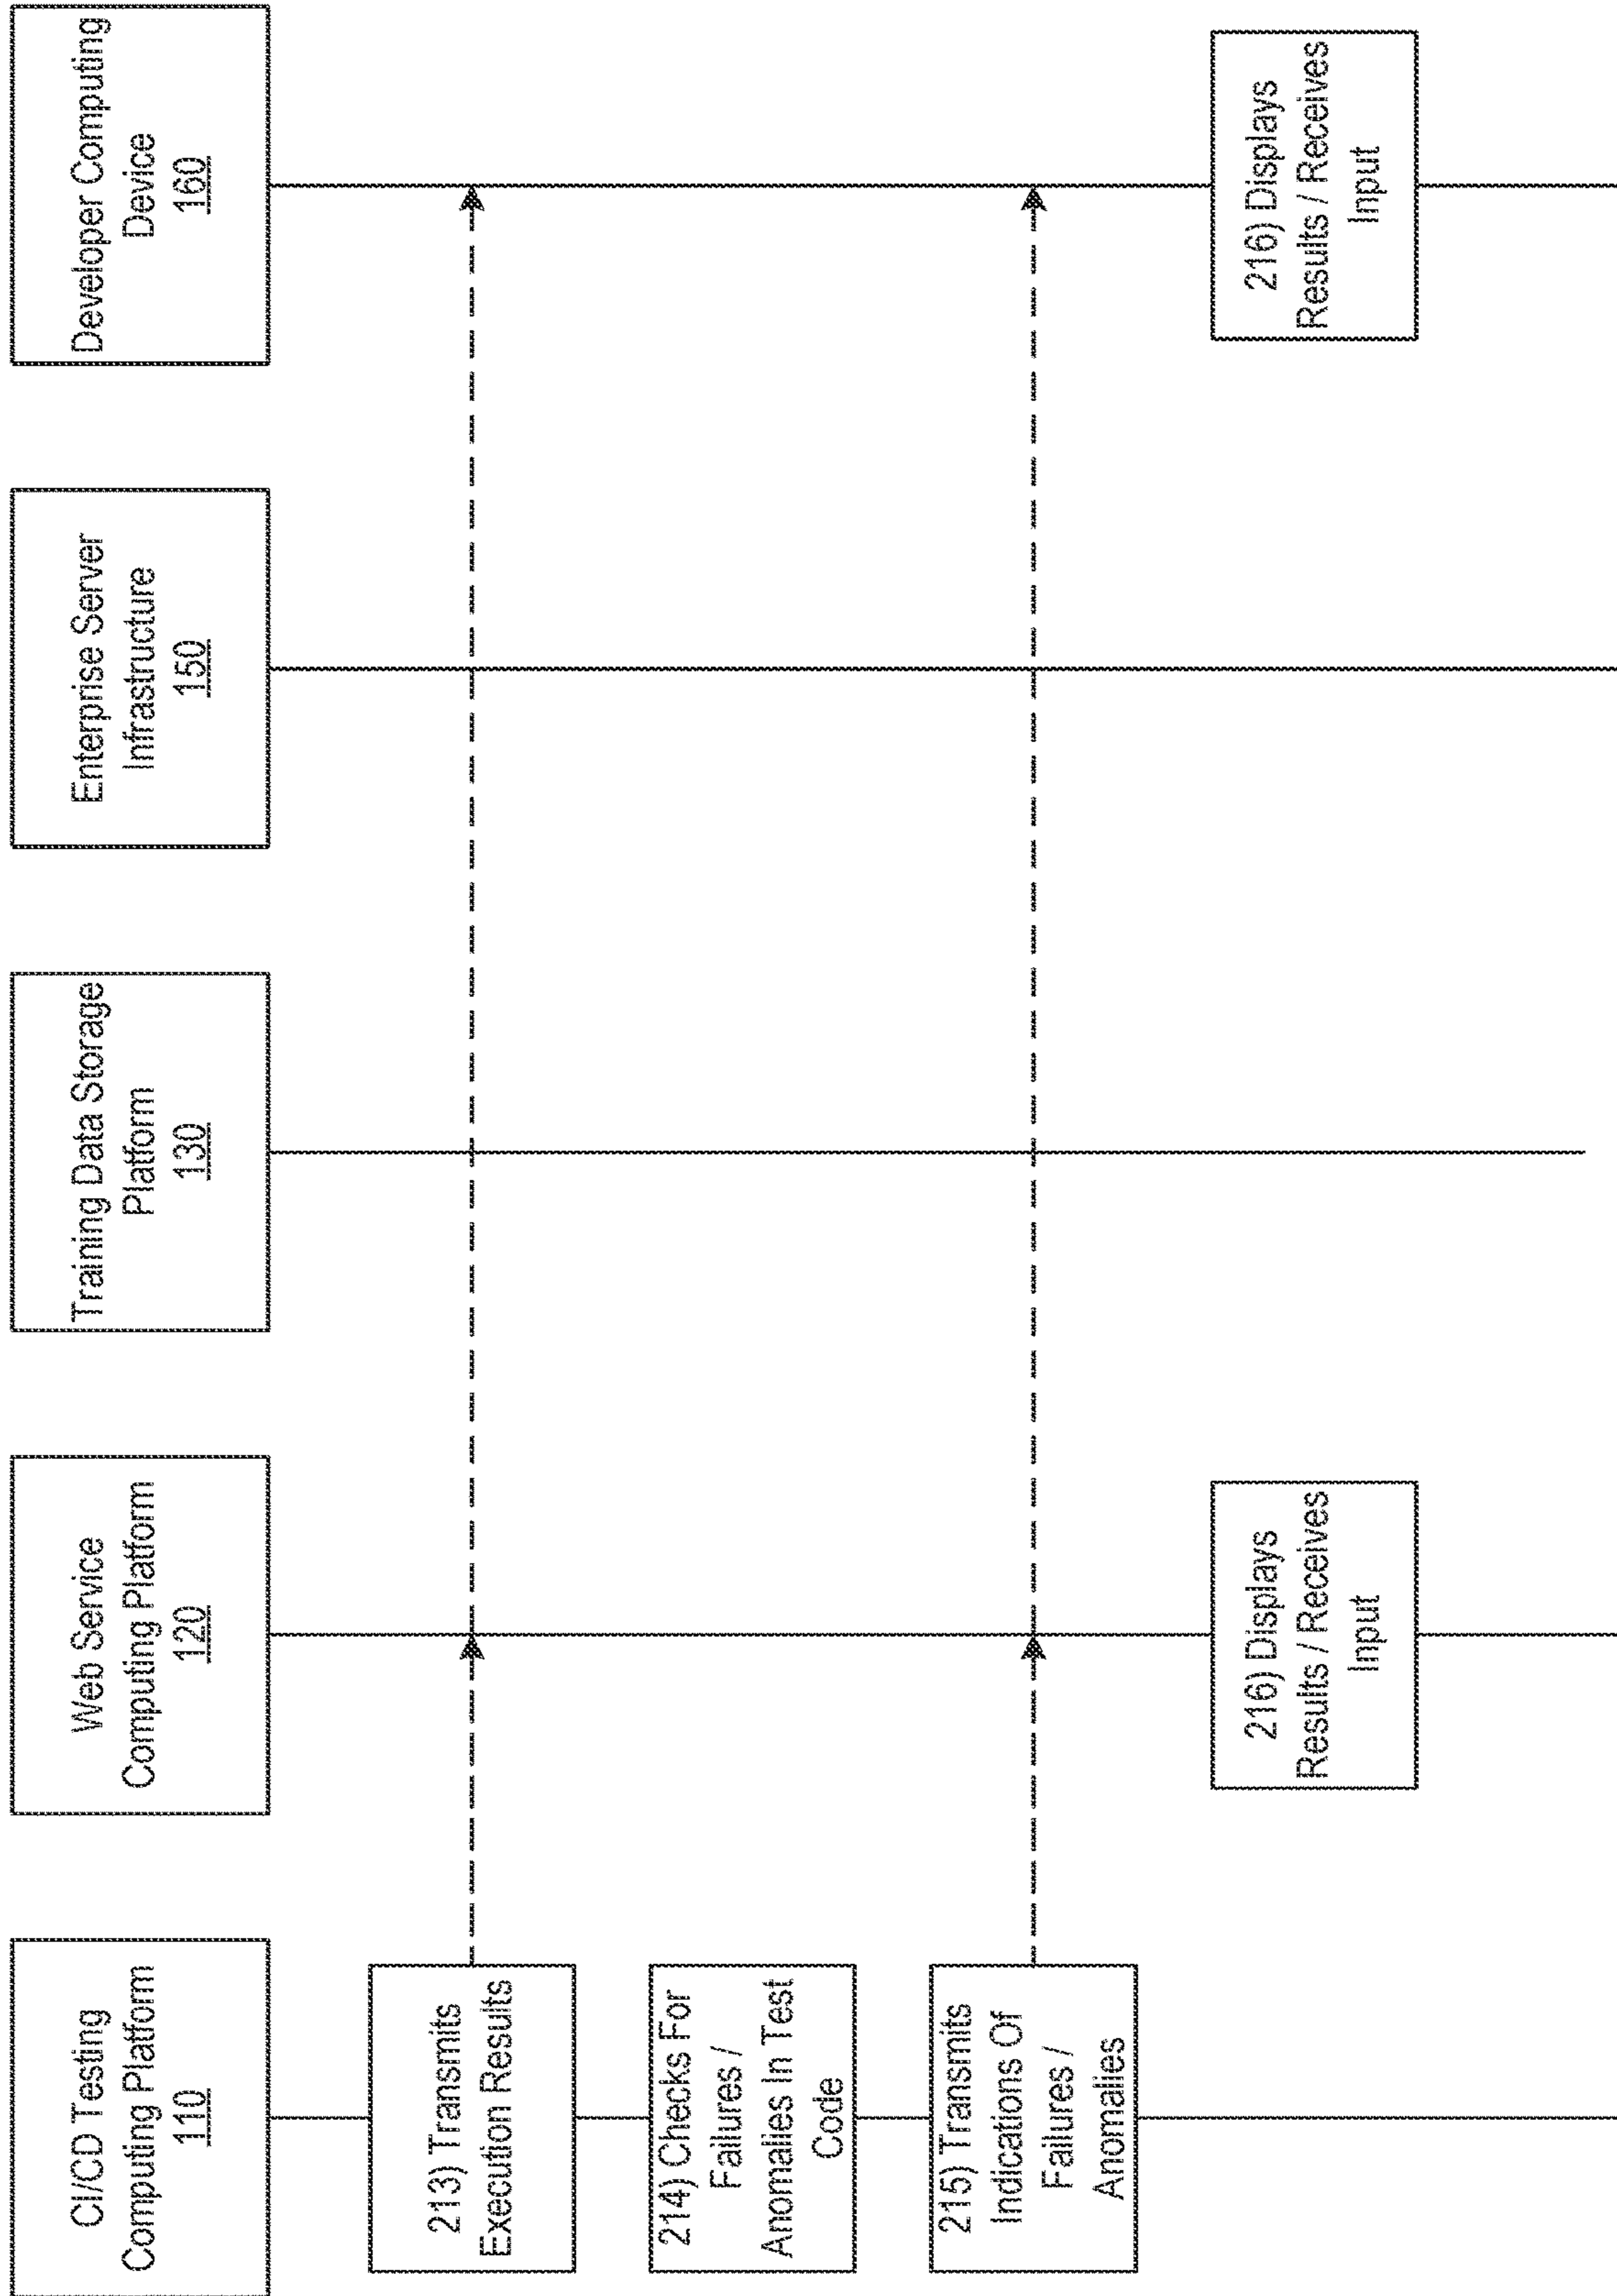 CI/CD Testing
Computing Platform
110
Web Service
Computing Platform
120
Training Data Storage
Platform
130
Enterprise Server
Infrastructure
150
Developer Computing
Device
160
213) Transmits
Execution Results
214) Checks For
Failures /
Anomalies In Test
Code
215) Transmits
Indications Of
Failures /
Anomalies
216) Displays
Results / Receives
Input
216) Displays
Results / Receives
Input